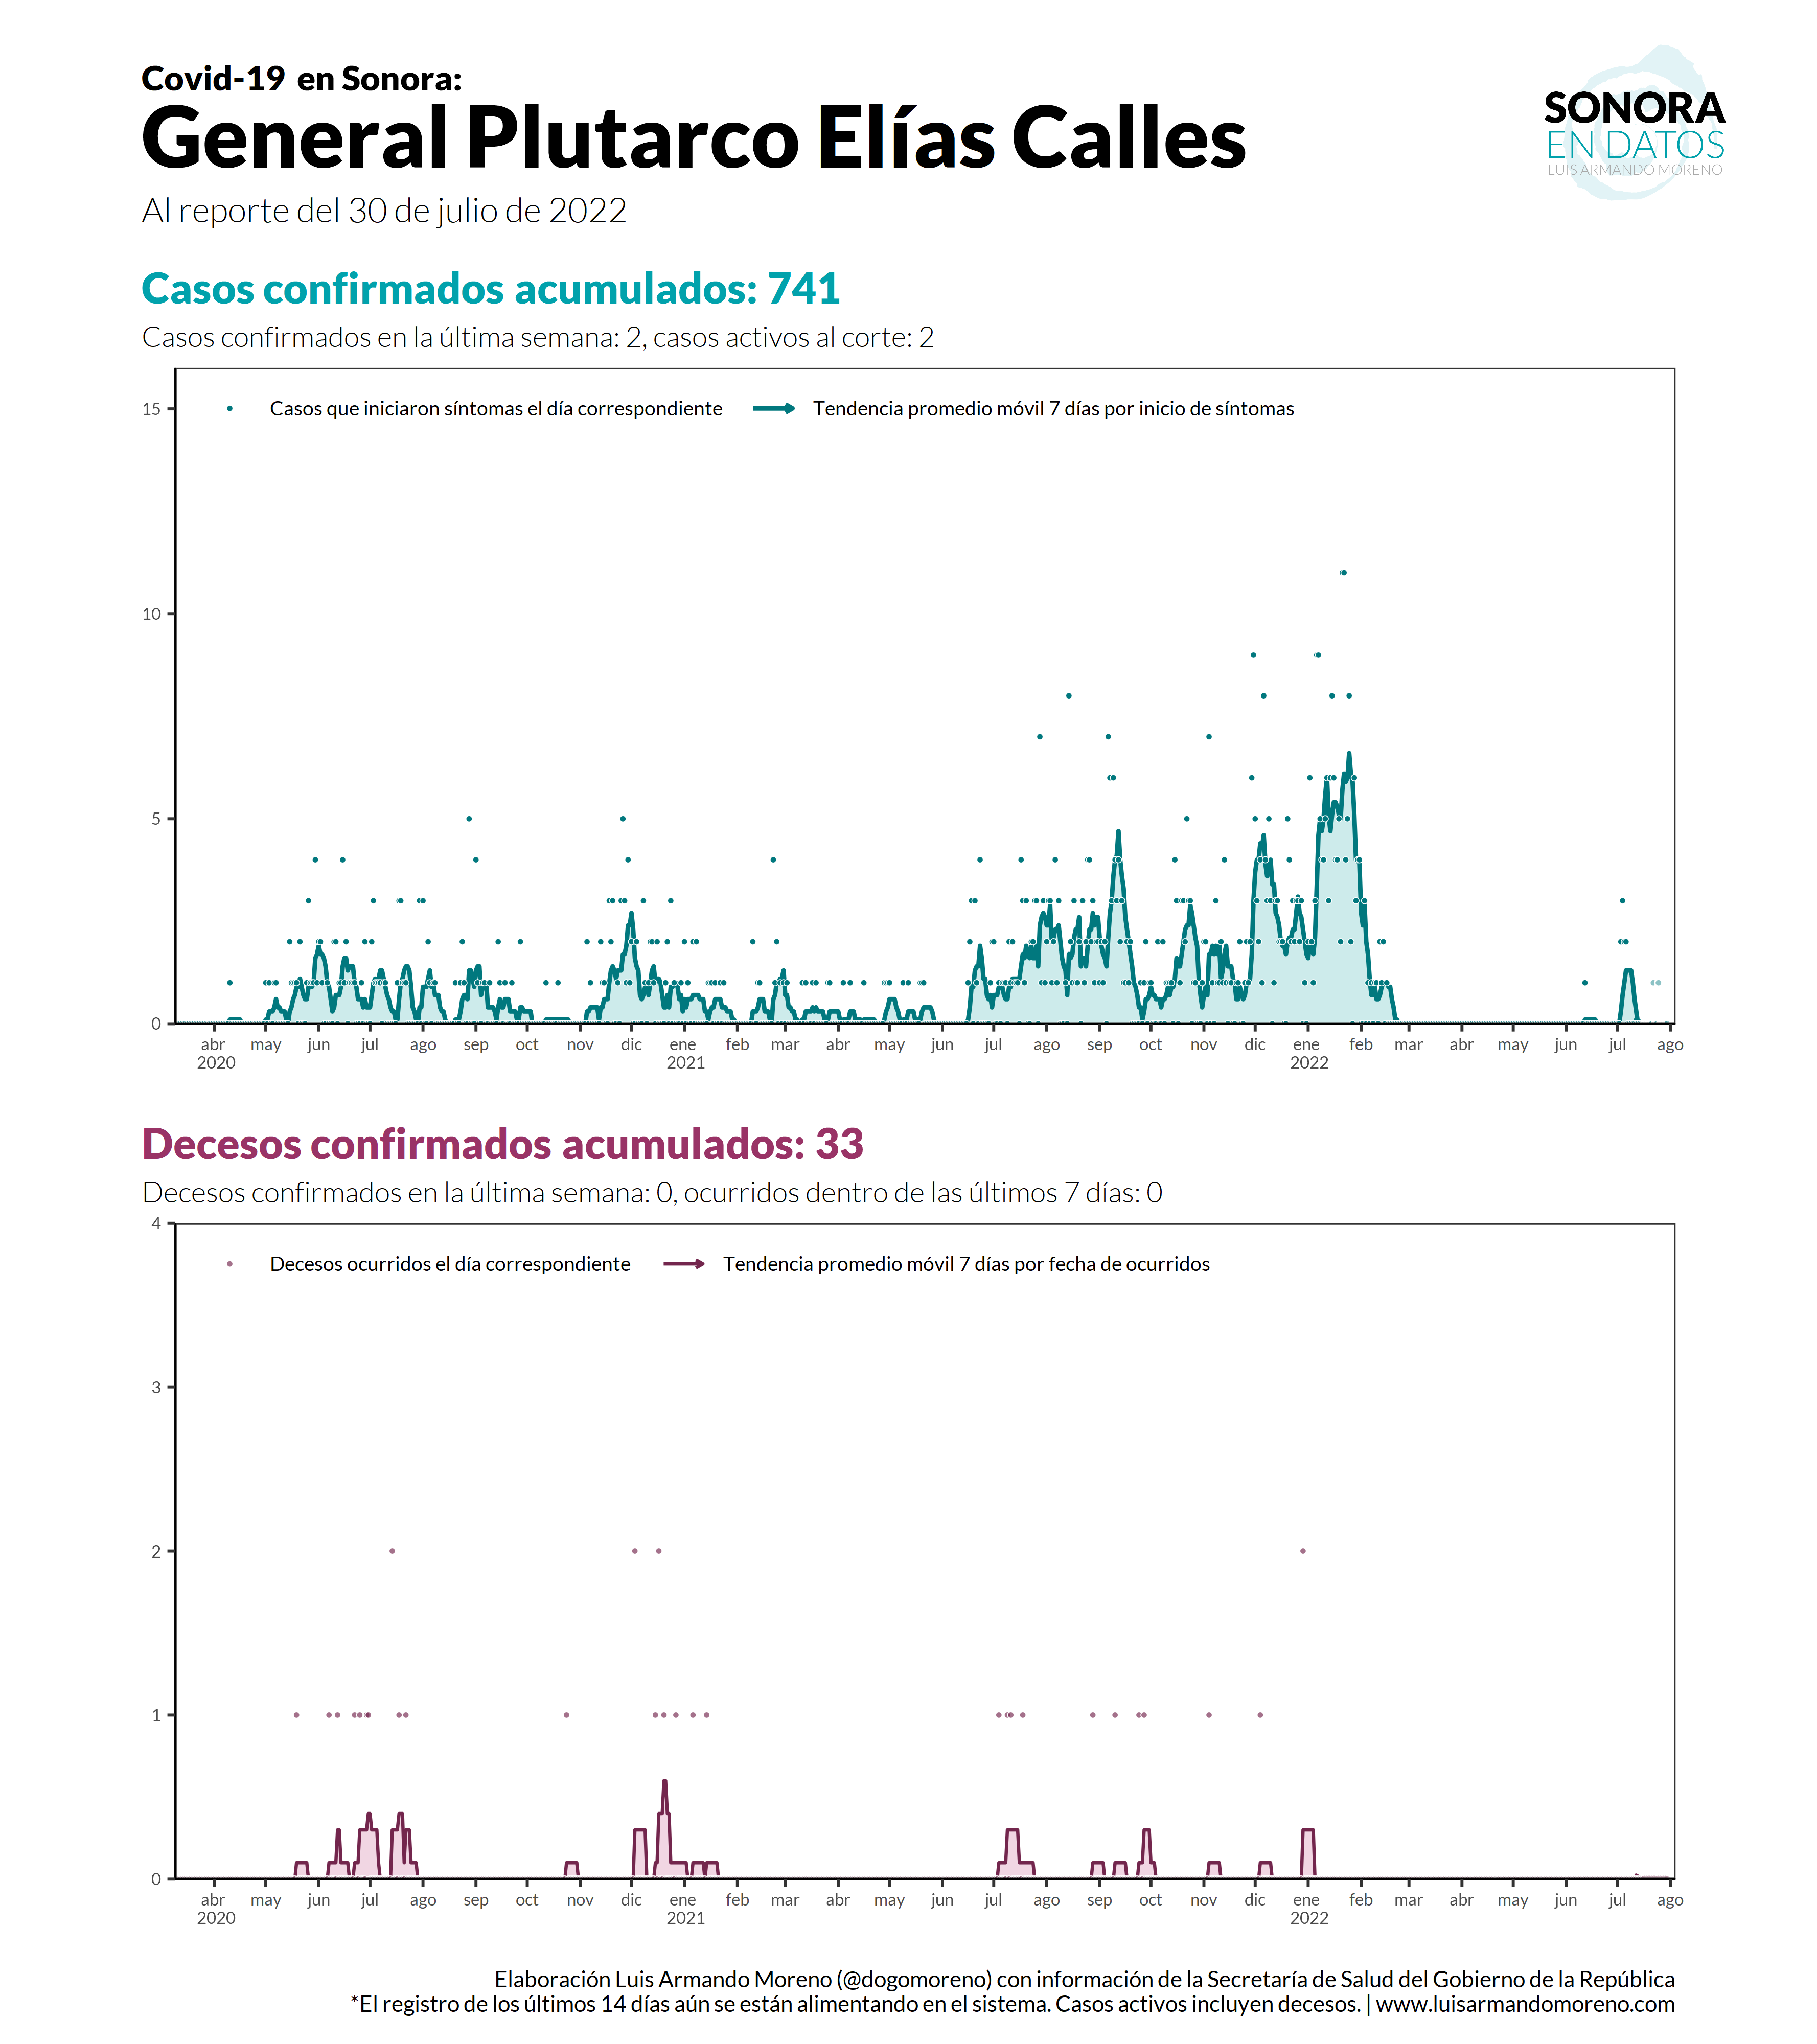 Covid-19 en Sonora:
General Plutarco Elías Calles
Al reporte del 30 de julio de 2022
SONORA
EN DATOS
LUIS ARMANDO MORENO
Casos confirmados acumulados: 741
Casos confirmados en la última semana: 2, casos activos al corte: 2
Casos que iniciaron síntomas el día correspondiente Tendencia promedio móvil 7 días por inicio de síntomas
15
10
5
0
abr may jun jul ago sep oct nov dic ene feb mar abr may jun jul ago sep oct nov dic ene feb mar abr may jun jul ago
2020 2021 2022
Decesos confirmados acumulados: 33
Decesos confirmados en la última semana: 0, ocurridos dentro de las últimos 7 días: 0
Decesos ocurridos el día correspondiente Tendencia promedio móvil 7 días por fecha de ocurridos
4
3
2
1
0
abr may jun jul ago sep oct nov dic ene feb mar abr may jun jul ago sep oct nov dic ene feb mar abr may jun jul ago
2020 2021 2022
Elaboración Luis Armando Moreno (@dogomoreno) con información de la Secretaría de Salud del Gobierno de la República
*El registro de los últimos 14 días aún se están alimentando en el sistema. Casos activos incluyen decesos. | www.luisarmandomoreno.com